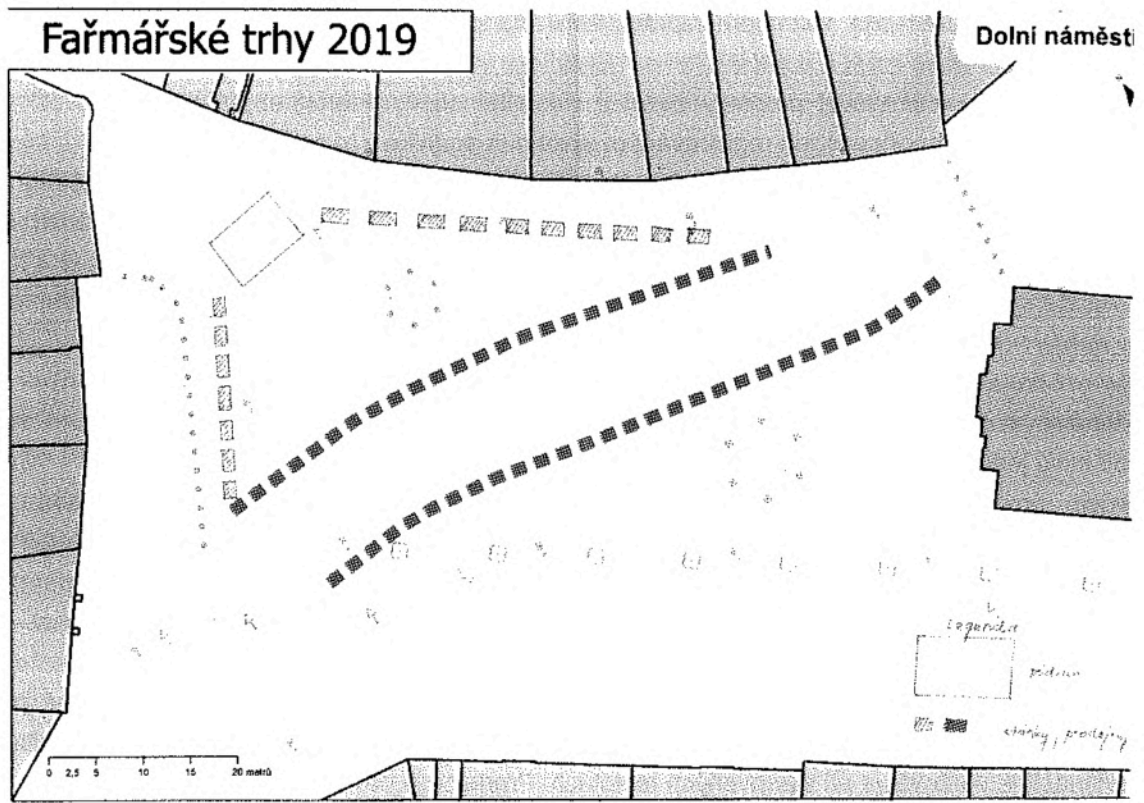 Fařmářské trhy 2019
Dolní náměstí
Legenda
pódium
stánky, prodejny
0 2,5 5 10 15 20 metrů